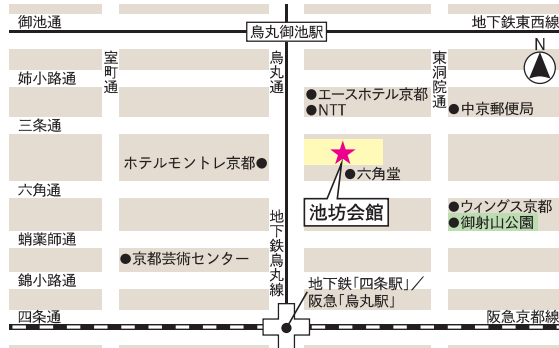 御池通
烏丸御池駅
地下鉄東西線
N
室町通
烏丸通
東洞院通
姉小路通
エースホテル京都
NTT
中京郵便局
三条通
ホテルモントレ京都
六角堂
六角通
池坊会館
ウィングス京都
御射山公園
地下鉄烏丸線
蛸薬師通
京都芸術センター
錦小路通
地下鉄「四条駅」／
阪急「烏丸駅」
四条通
阪急京都線